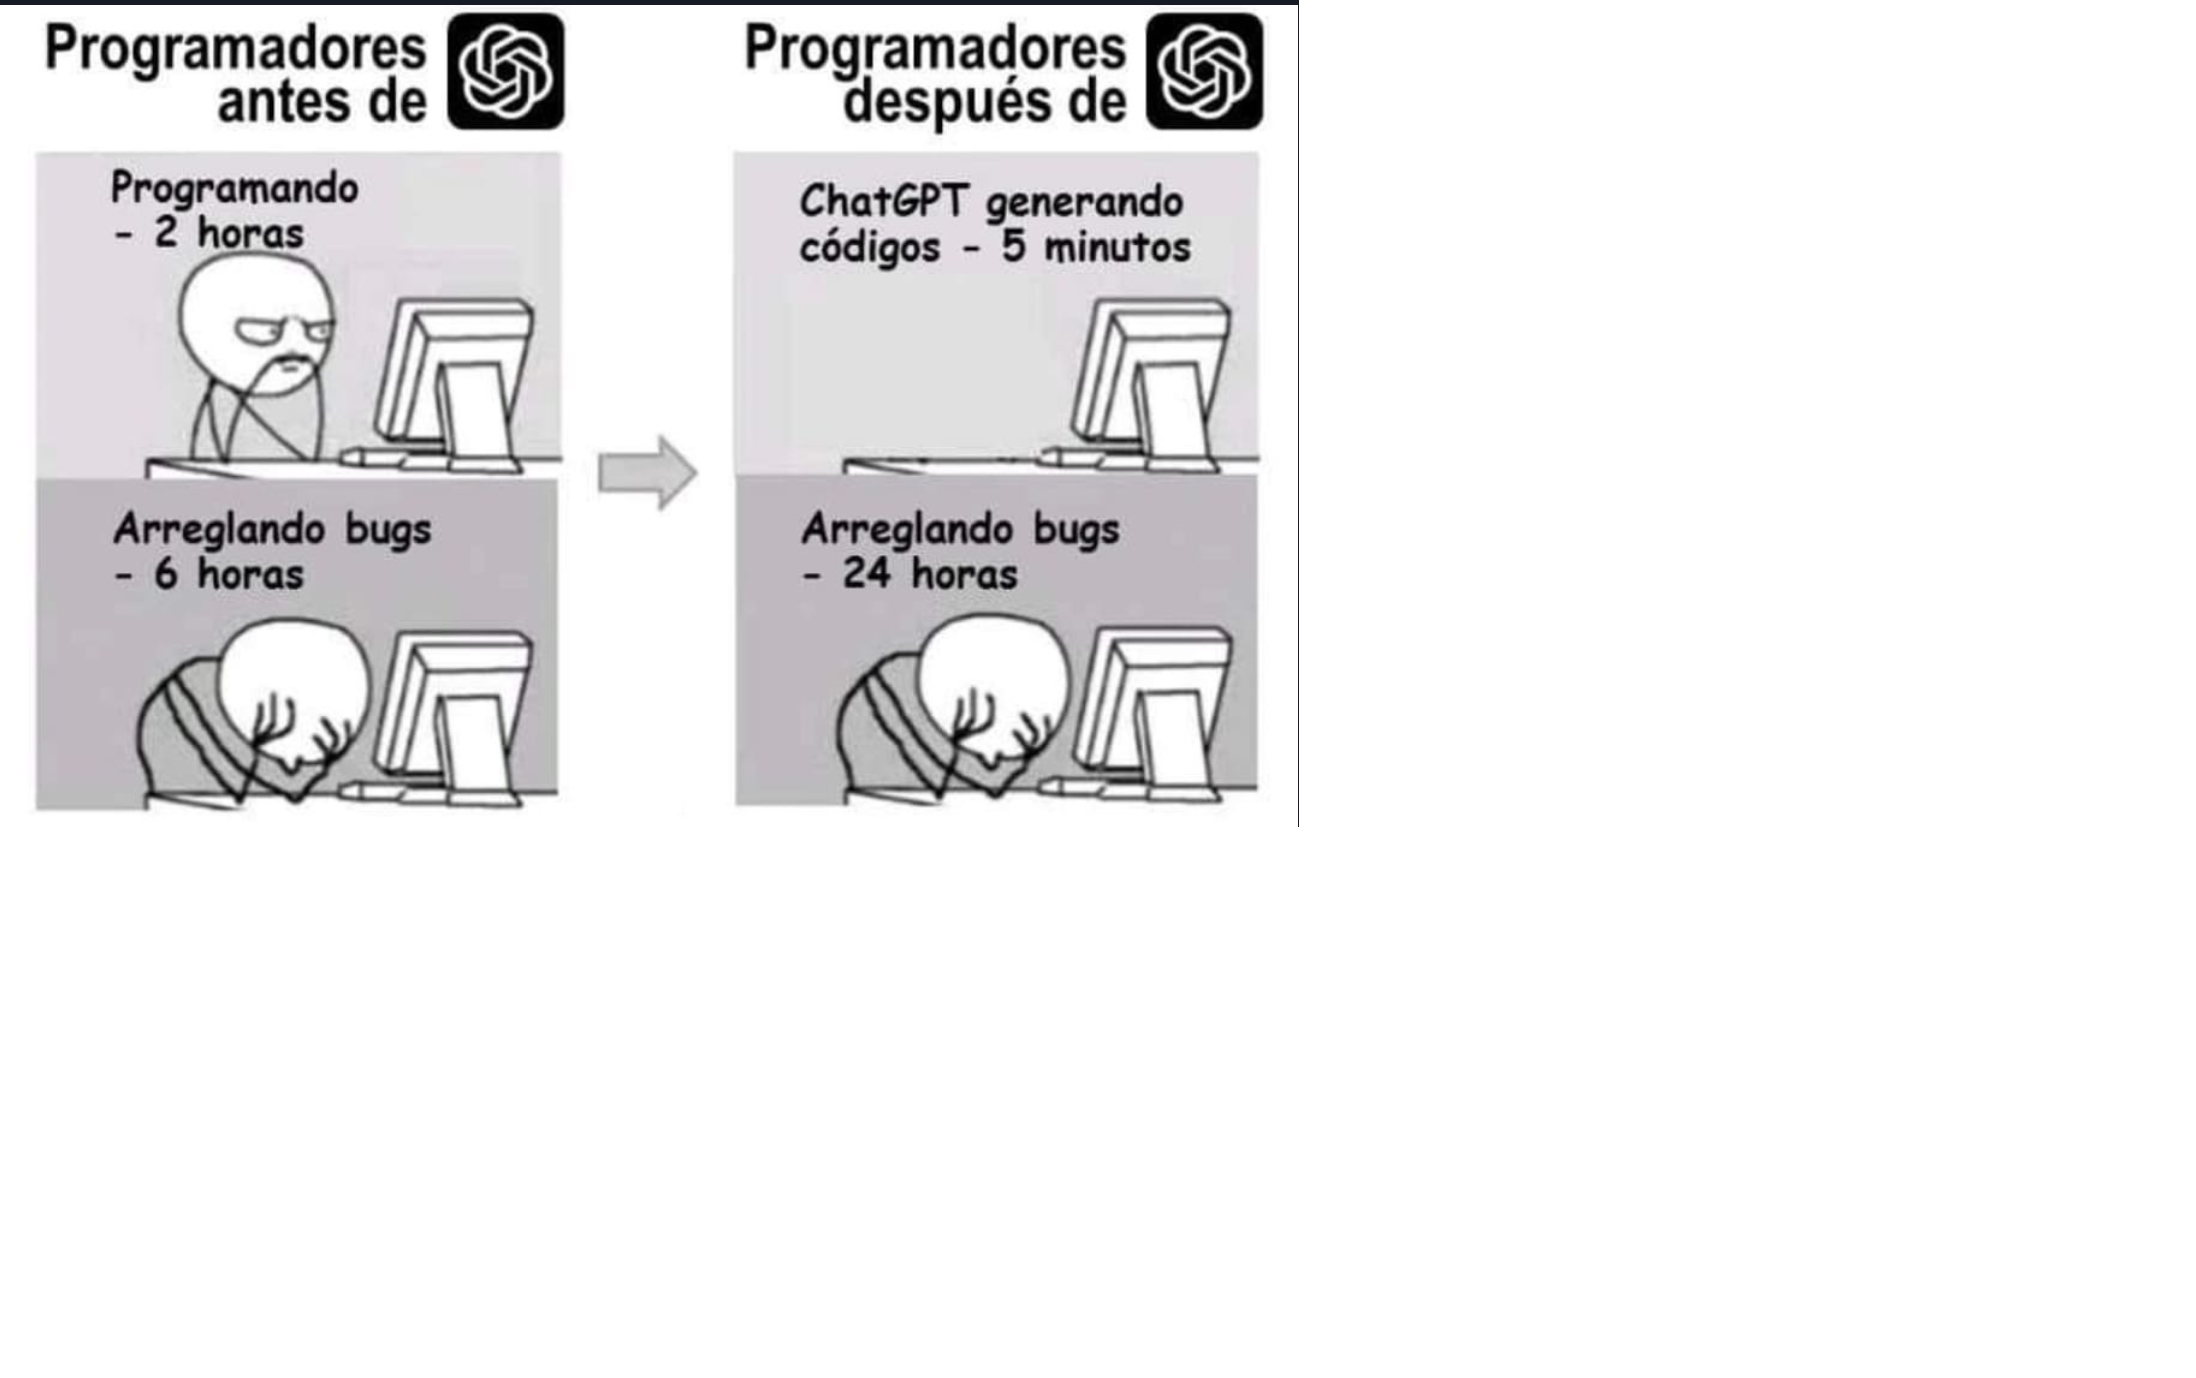 Programadores
antes de
Programando
- 2 horas
Arreglando bugs
- 6 horas
Programadores
después de
ChatGPT generando
códigos - 5 minutos
Arreglando bugs
- 24 horas